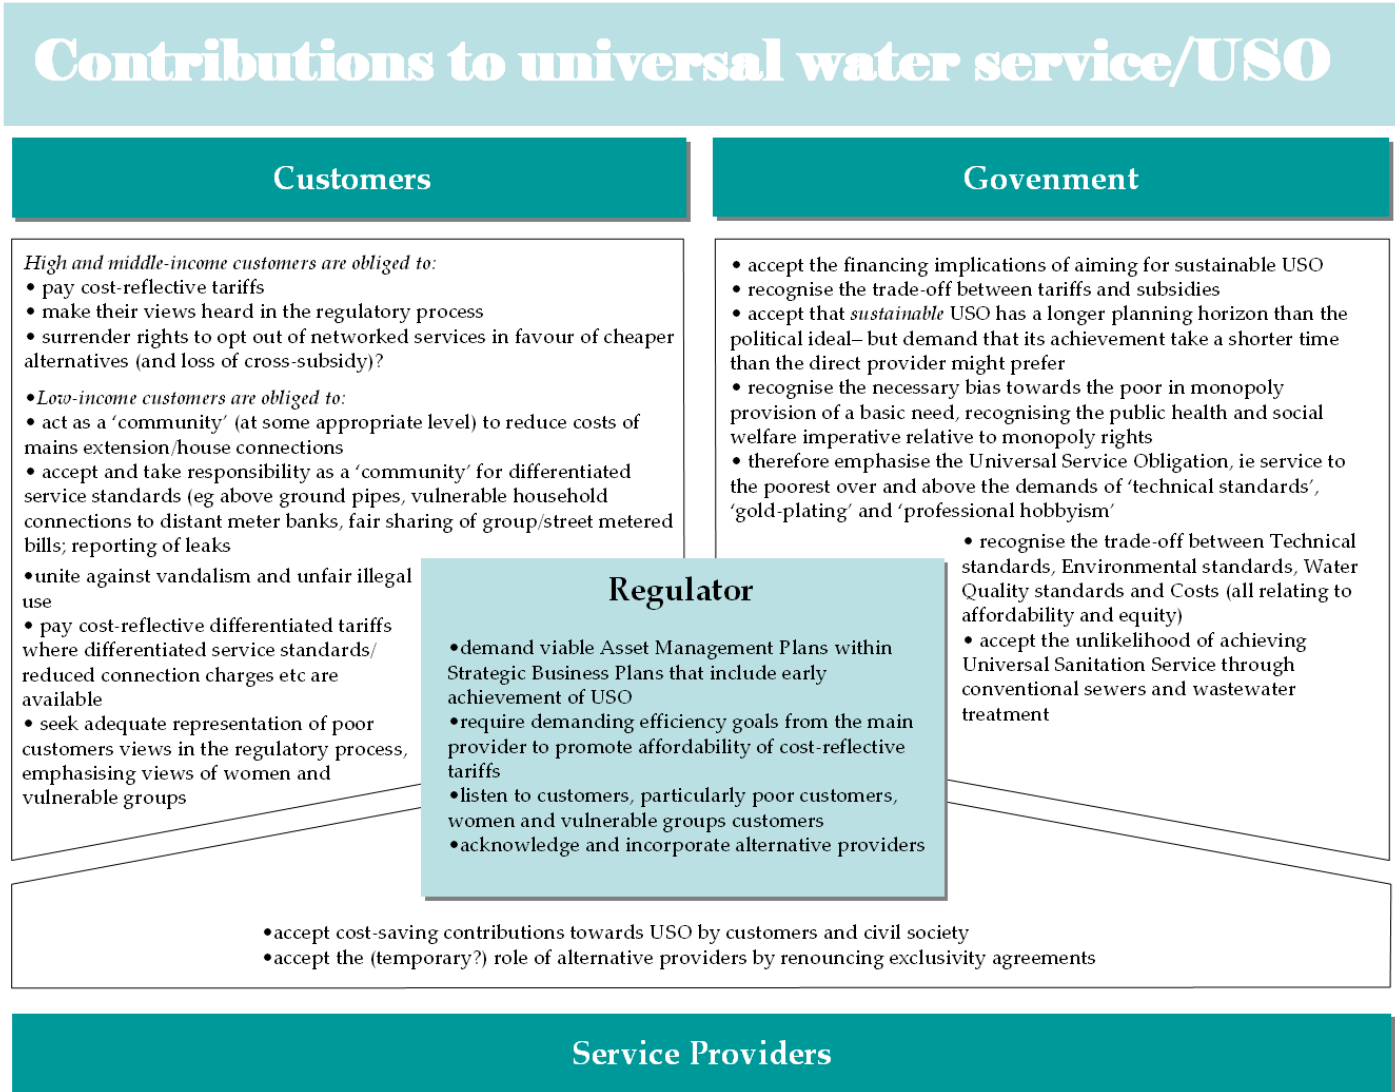 Contributions to universal water service/USO
Customers
High and middle-income customers are obliged to:
• pay cost-reflective tariffs
• make their views heard in the regulatory process
• surrender rights to opt out of networked services in favour of cheaper
alternatives (and loss of cross-subsidy)?
•Low-income customers are obliged to:
• act as a ‘community’ (at some appropriate level) to reduce costs of
mains extension/house connections
• accept and take responsibility as a ‘community’ for differentiated
service standards (eg above ground pipes, vulnerable household
connections to distant meter banks, fair sharing of group/street metered
bills; reporting of leaks
•unite against vandalism and unfair illegal
use
• pay cost-reflective differentiated tariffs
where differentiated service standards/
reduced connection charges etc are
available
• seek adequate representation of poor
customers views in the regulatory process,
emphasising views of women and
vulnerable groups
Govenment
• accept the financing implications of aiming for sustainable USO
• recognise the trade-off between tariffs and subsidies
• accept that sustainable USO has a longer planning horizon than the
political ideal– but demand that its achievement take a shorter time
than the direct provider might prefer
• recognise the necessary bias towards the poor in monopoly
provision of a basic need, recognising the public health and social
welfare imperative relative to monopoly rights
• therefore emphasise the Universal Service Obligation, ie service to
the poorest over and above the demands of ‘technical standards’,
‘gold-plating’ and ‘professional hobbyism’
• recognise the trade-off between Technical
standards, Environmental standards, Water
Quality standards and Costs (all relating to
affordability and equity)
• accept the unlikelihood of achieving
Universal Sanitation Service through
conventional sewers and wastewater
treatment
Regulator
•demand viable Asset Management Plans within
Strategic Business Plans that include early
achievement of USO
•require demanding efficiency goals from the main
provider to promote affordability of cost-reflective
tariffs
•listen to customers, particularly poor customers,
women and vulnerable groups customers
•acknowledge and incorporate alternative providers
•accept cost-saving contributions towards USO by customers and civil society
•accept the (temporary?) role of alternative providers by renouncing exclusivity agreements
Service Providers